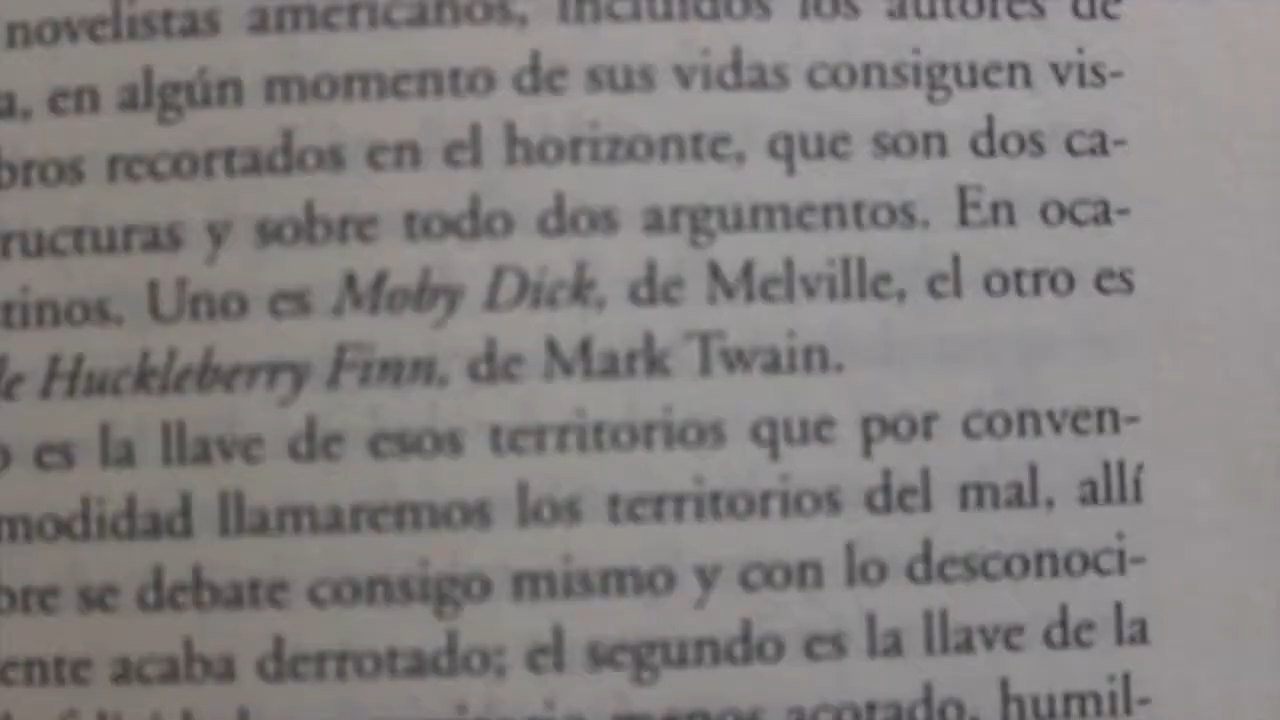 novelistas americanos, incluidos los autores de
a, en algún momento de sus vidas consiguen vis-
bros recortados en el horizonte, que son dos ca-
ructuras y sobre todo dos argumentos. En oca-
tinos. Uno es Moby Dick, de Melville, el otro es
le Huckleberry Finn, de Mark Twain.
o es la llave de esos territorios que por conven-
modidad llamaremos los territorios del mal, allí
bre se debate consigo mismo y con lo desconoci-
ente acaba derrotado; el segundo es la llave de la
menos acotado, humil-